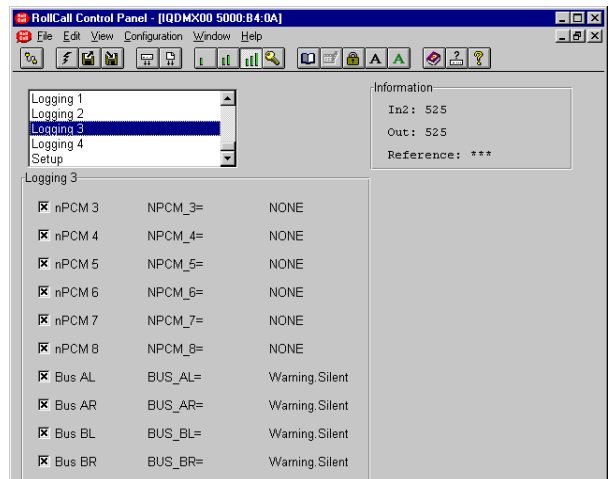 RollCall Control Panel - [IQDMX00 5000:B4:0A]
File Edit View Configuration Window Help
A A
Logging 1
Logging 2
Logging 3
Logging 4
Setup
Information
In2: 525
Out: 525
Reference: ***
Logging 3
nPCM 3 NPCM_3= NONE
nPCM 4 NPCM_4= NONE
nPCM 5 NPCM_5= NONE
nPCM 6 NPCM_6= NONE
nPCM 7 NPCM_7= NONE
nPCM 8 NPCM_8= NONE
Bus AL BUS_AL= Warning.Silent
Bus AR BUS_AR= Warning.Silent
Bus BL BUS_BL= Warning.Silent
Bus BR BUS_BR= Warning.Silent